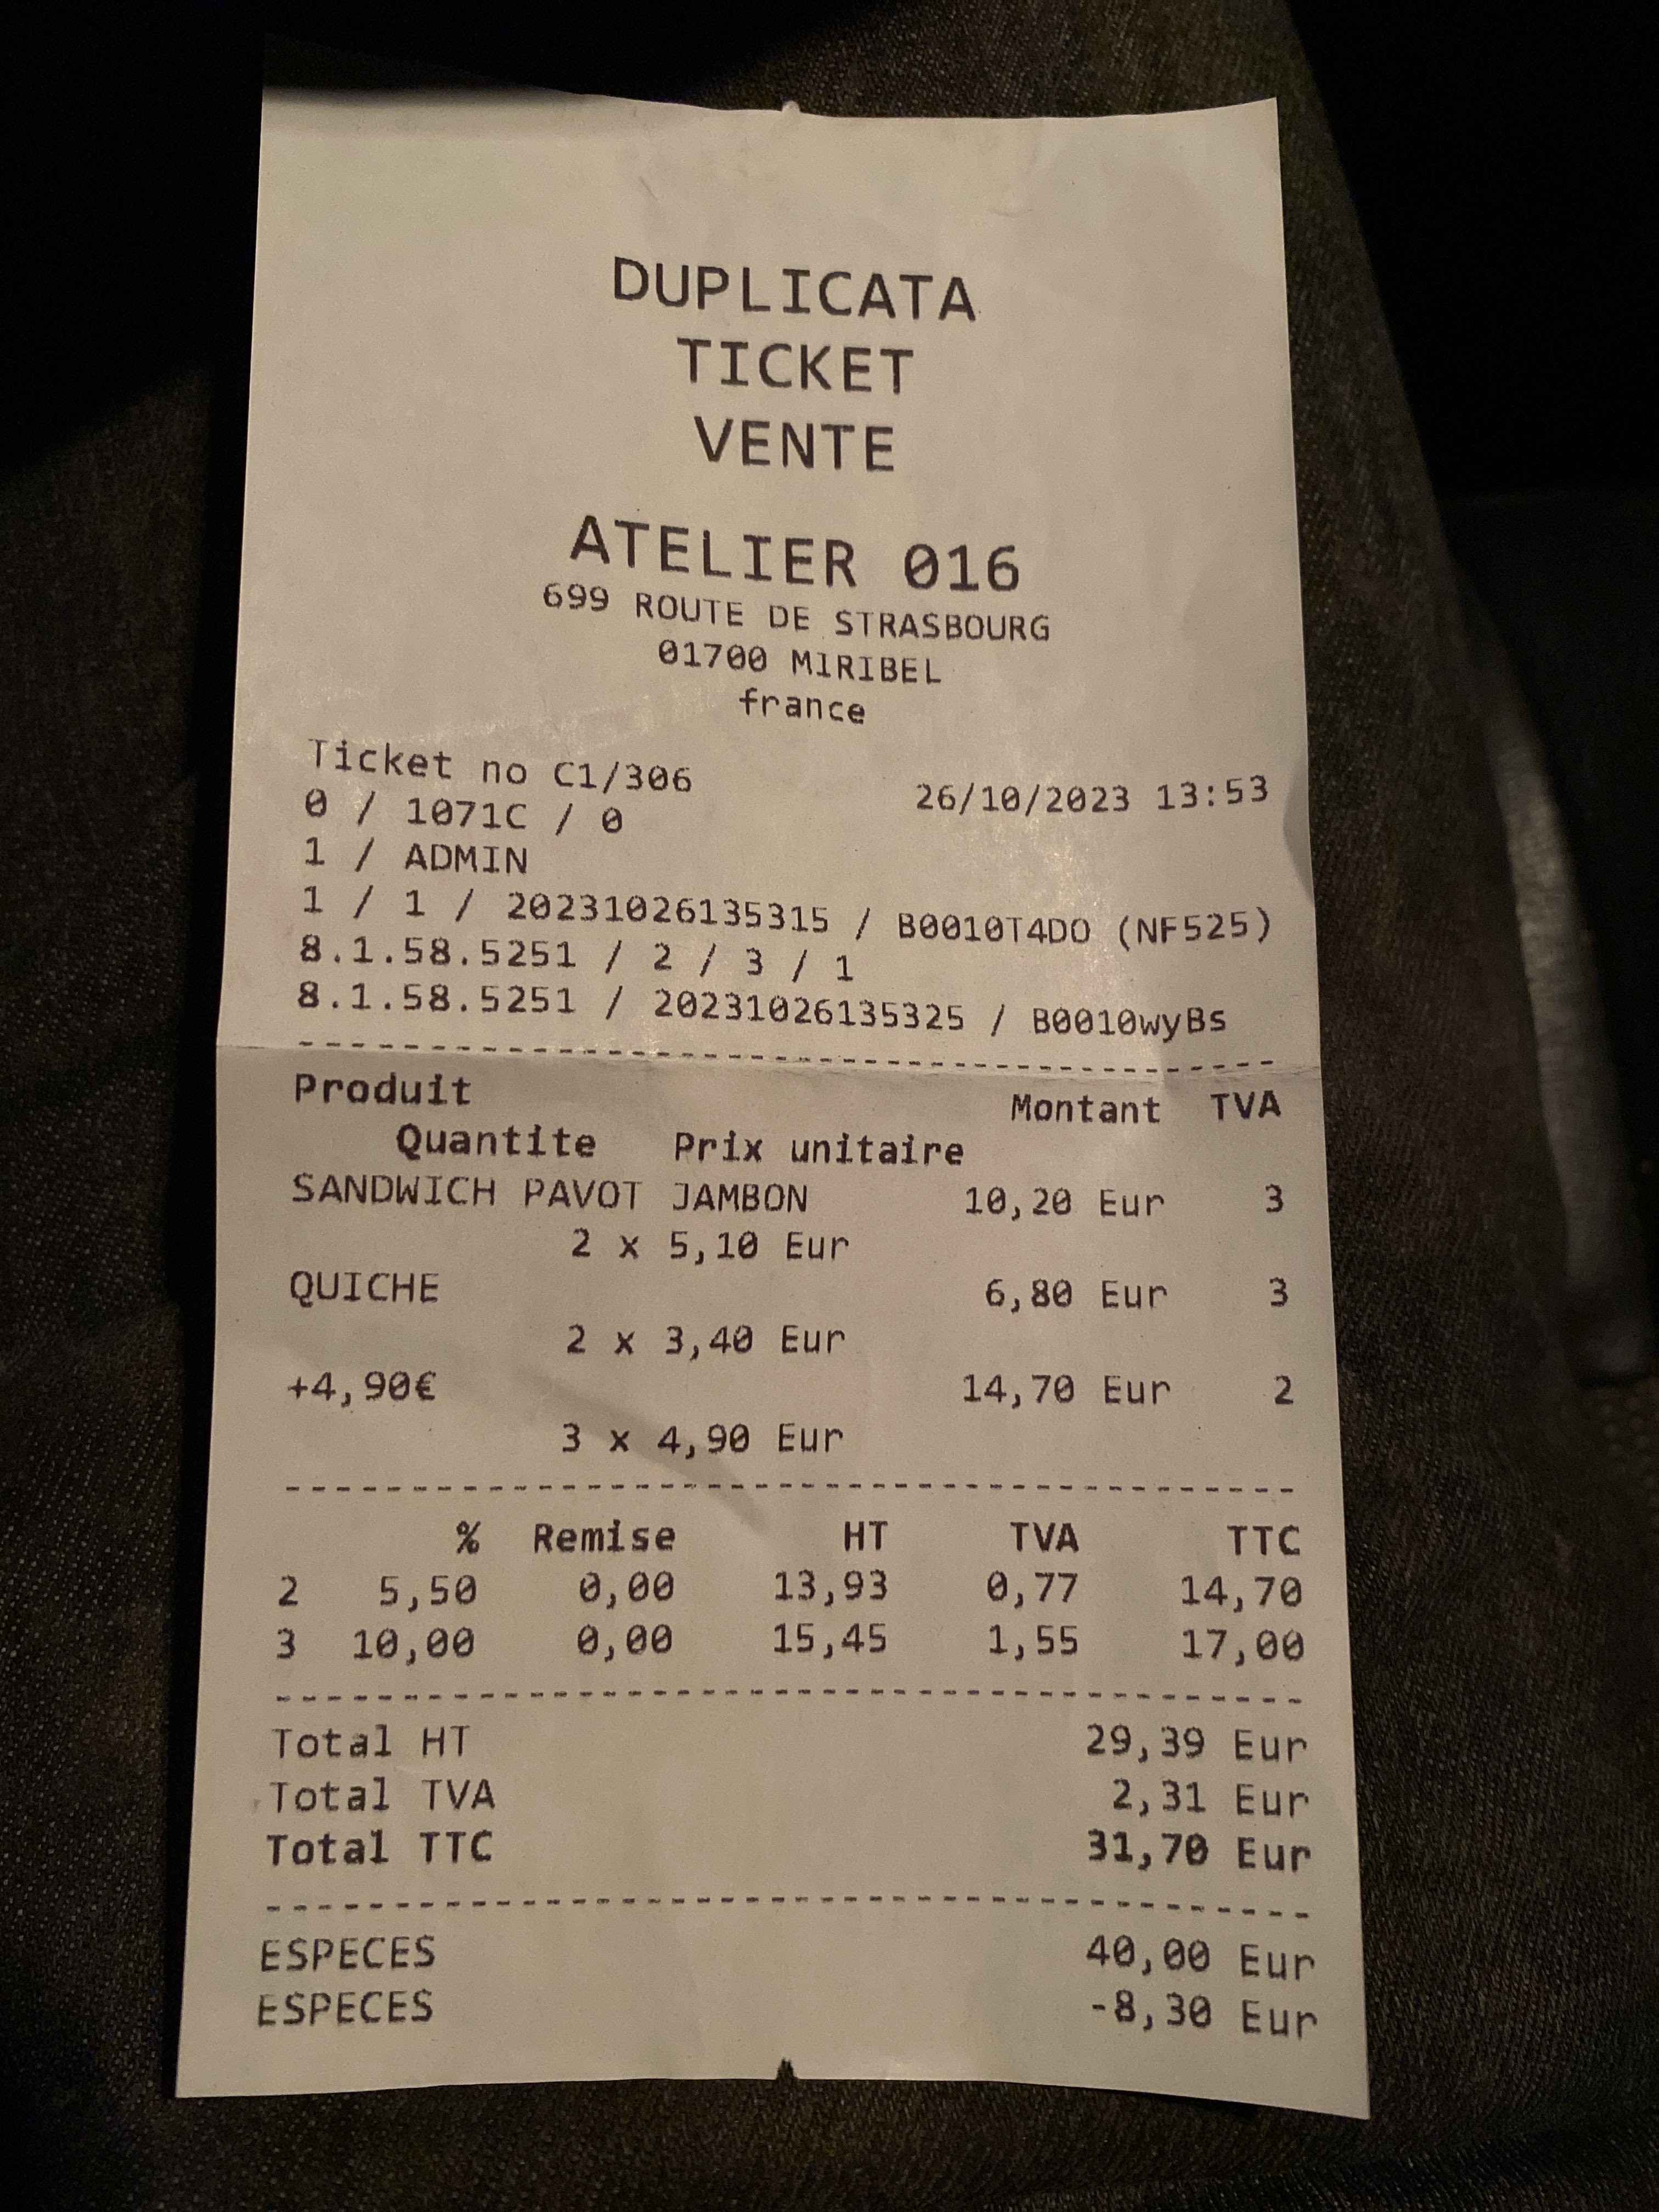 DUPLICATA
TICKET
VENTE
ATELIER 016
699 ROUTE DE STRASBOURG
01700 MIRIBEL
france
Ticket no C1/306 26/10/2023 13:53
0 / 1071C / 0
1 / ADMIN
1 / 1 / 20231026135315 / B0010T4DO (NF525)
8.1.58.5251 / 2 / 3 / 1
8.1.58.5251 / 20231026135325 / B0010wyBs
Produit Montant TVA
Quantite Prix unitaire
SANDWICH PAVOT JAMBON 10,20 Eur 3
2 x 5,10 Eur
QUICHE 6,80 Eur 3
2 x 3,40 Eur
+4,90€ 14,70 Eur 2
3 x 4,90 Eur
% Remise HT TVA TTC
2 5,50 0,00 13,93 0,77 14,70
3 10,00 0,00 15,45 1,55 17,00
Total HT 29,39 Eur
Total TVA 2,31 Eur
Total TTC 31,70 Eur
ESPECES 40,00 Eur
ESPECES -8,30 Eur